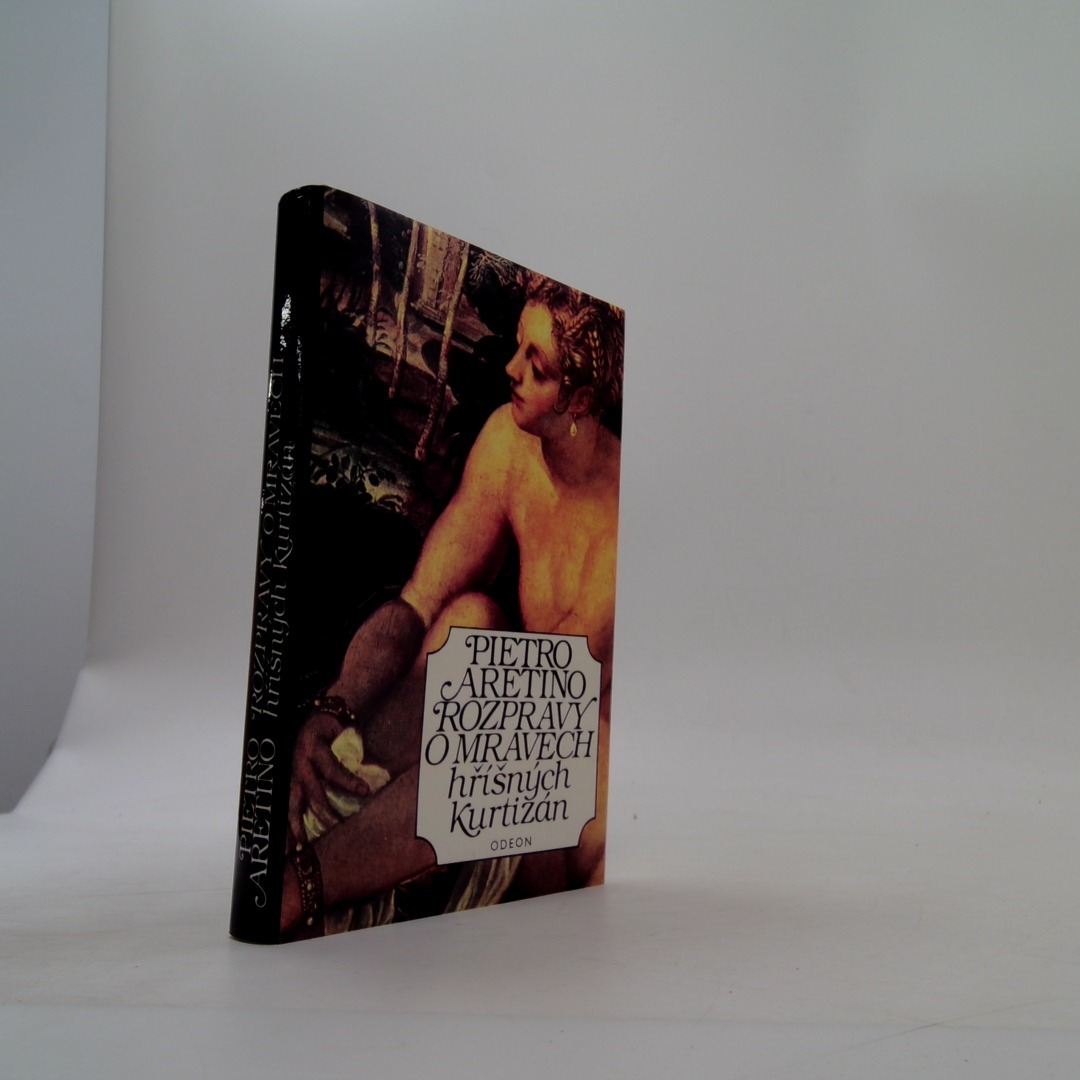 PIETRO
ARETINO
ROZPRAVY O MRAVECH
hříšných kurtizán
PIETRO
ARETINO
ROZPRAVY
O MRAVECH
hříšných
kurtizán
ODEON